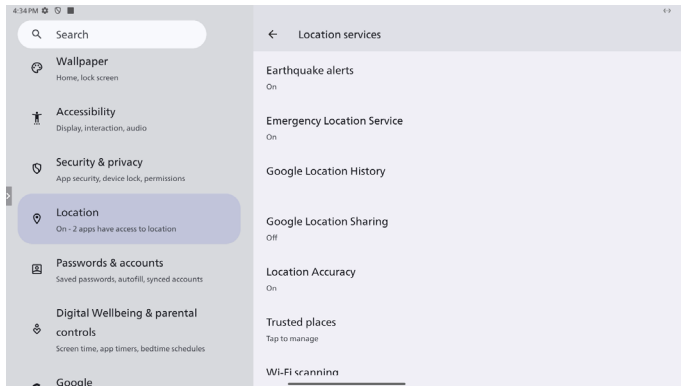 4:34 PM
Search
Wallpaper
Home, lock screen
Accessibility
Display, interaction, audio
Security & privacy
App security, device lock, permissions
Location
On - 2 apps have access to location
Passwords & accounts
Saved passwords, autofill, synced accounts
Digital Wellbeing & parental
controls
Screen time, app timers, bedtime schedules
Google
Location services
Earthquake alerts
On
Emergency Location Service
On
Google Location History
Google Location Sharing
Off
Location Accuracy
On
Trusted places
Tap to manage
Wi-Fi scanning